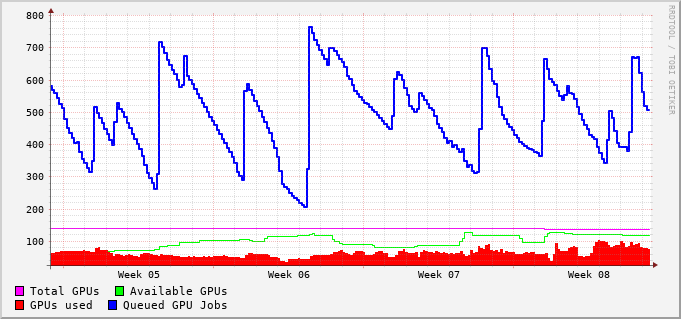 800
700
600
500
400
300
200
100
Week 05 Week 06 Week 07 Week 08
Total GPUs Available GPUs
GPUs used Queued GPU Jobs
RRDTOOL / TOBI OETIKER